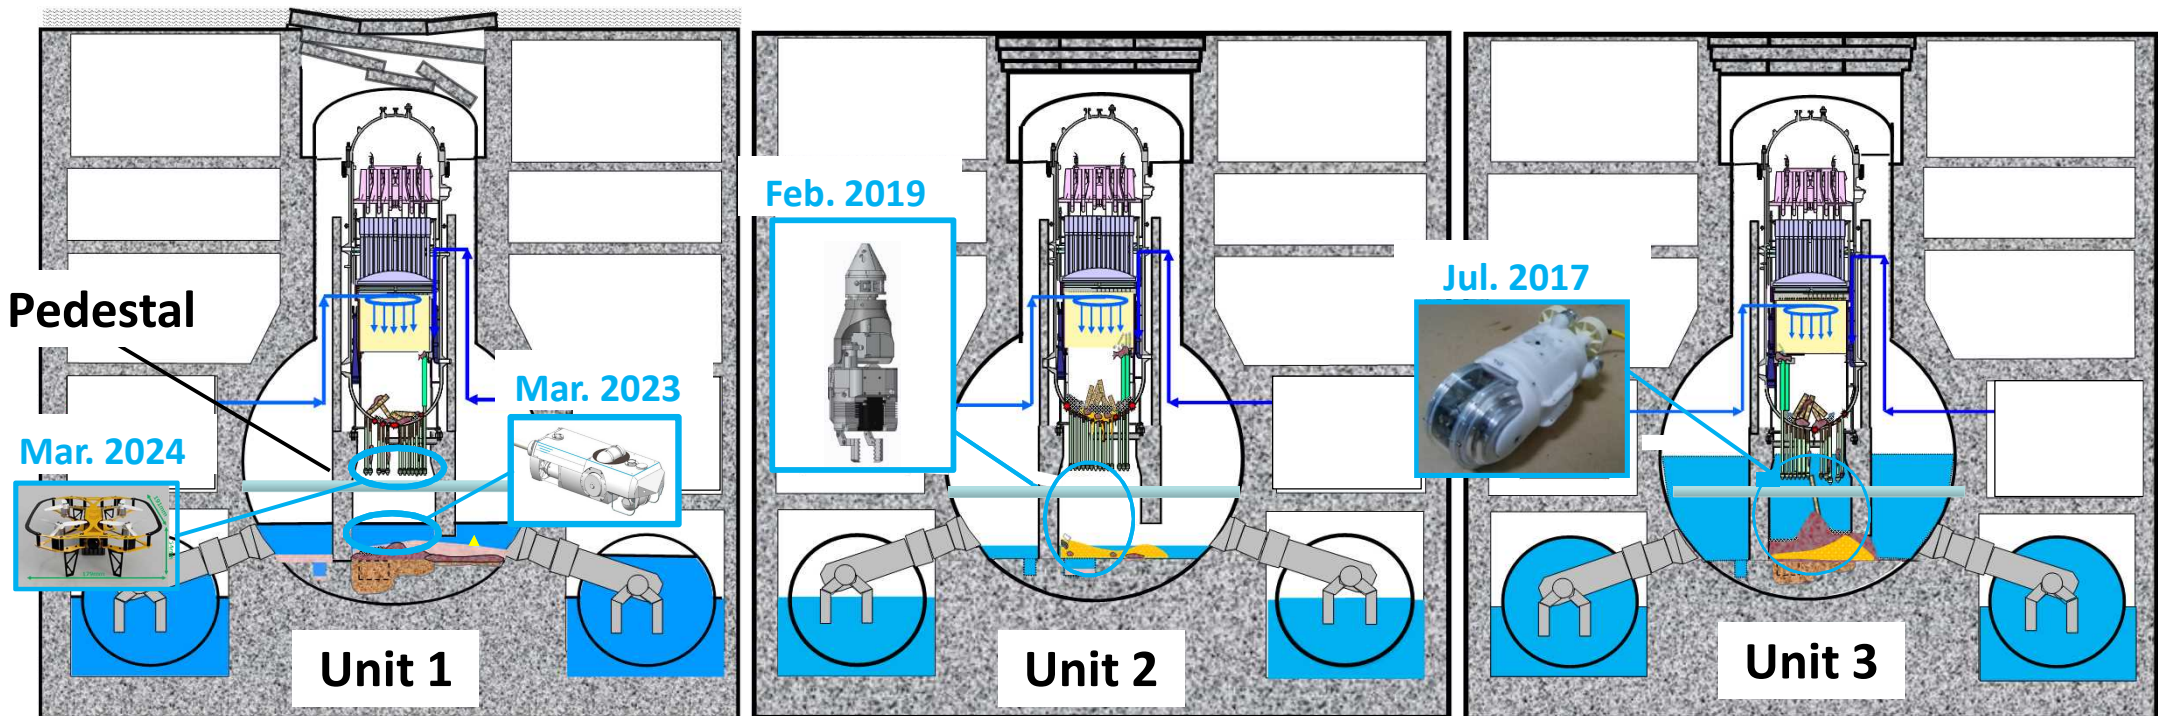 Pedestal
Mar. 2024
Mar. 2023
Unit 1
Feb. 2019
Unit 2
Jul. 2017
Unit 3